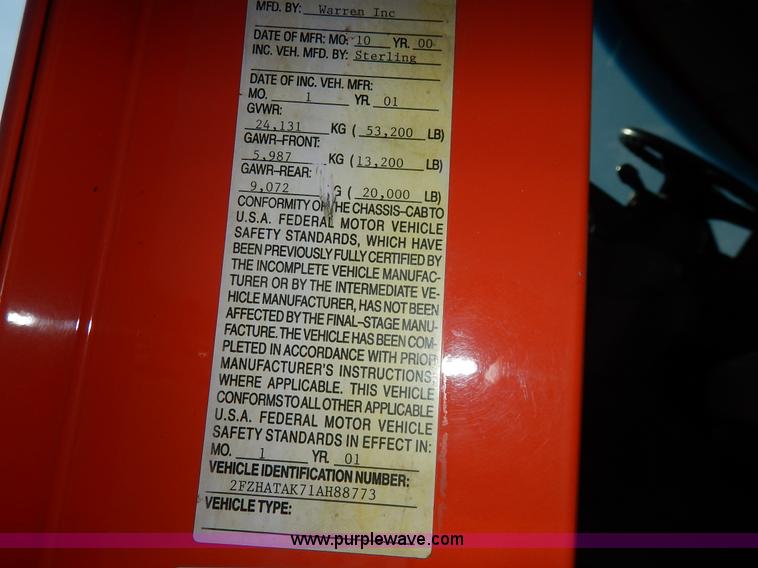 MFD. BY: Warren Inc
DATE OF MFR: MO: 10 YR. 00
INC. VEH. MFD. BY: Sterling
DATE OF INC. VEH. MFR:
MO. 1 YR. 01
GVWR:
24,131 KG ( 53,200 LB)
GAWR-FRONT:
5,987 KG (13,200 LB)
GAWR-REAR:
9,072 G ( 20,000 LB)
CONFORMITY OF THE CHASSIS-CAB TO
U.S.A. FEDERAL MOTOR VEHICLE
SAFETY STANDARDS, WHICH HAVE
BEEN PREVIOUSLY FULLY CERTIFIED BY
THE INCOMPLETE VEHICLE MANUFAC-
TURER OR BY THE INTERMEDIATE VE-
HICLE MANUFACTURER, HAS NOT BEEN
AFFECTED BY THE FINAL-STAGE MANU-
FACTURE. THE VEHICLE HAS BEEN COM-
PLETED IN ACCORDANCE WITH PRIOR
MANUFACTURER'S INSTRUCTIONS,
WHERE APPLICABLE. THIS VEHICLE
CONFORMS TO ALL OTHER APPLICABLE
U.S.A. FEDERAL MOTOR VEHICLE
SAFETY STANDARDS IN EFFECT IN:
MO. 1 YR. 01
VEHICLE IDENTIFICATION NUMBER:
2FZHATAK71AH88773
VEHICLE TYPE:
www.purplewave.com